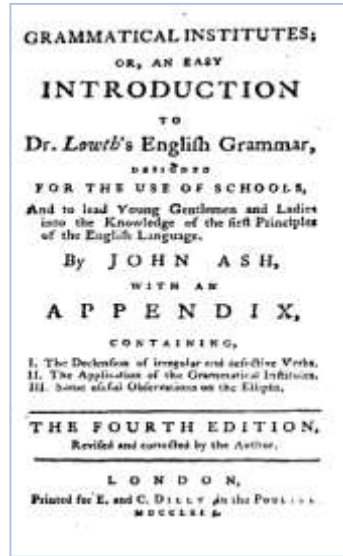 GRAMMATICAL INSTITUTES;
OR, AN EASY
INTRODUCTION
TO
Dr. Lowth's Engliſh Grammar,
DESIGNED
FOR THE USE OF SCHOOLS,
And to lead Young Gentlemen and Ladies
into the Knowledge of the firſt Principles
of the Engliſh Language.
By JOHN ASH,
WITH AN
APPENDIX,
CONTAINING,
I. The Declenſion of irregular and defective Verbs.
II. The Application of the Grammatical Inſtitutes.
III. Some uſeful Obſervations on the Ellipſis.
THE FOURTH EDITION,
Reviſed and corrected by the Author.
LONDON,
Printed for E. and C. DILLY in the POULTRY.